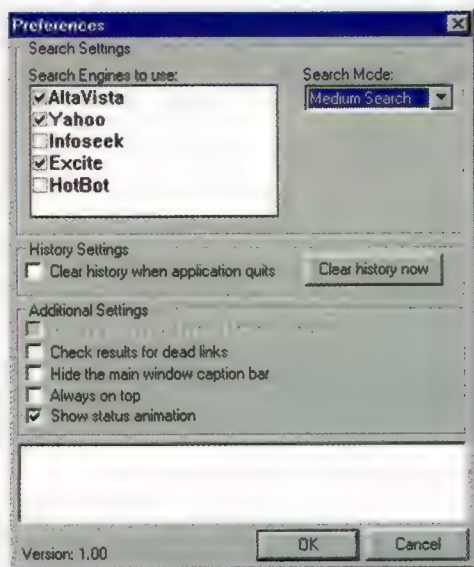 Preferences
Search Settings
Search Engines to use:
Search Mode:
AltaVista
Medium Search
Yahoo
Infoseek
Excite
HotBot
History Settings
Clear history when application quits
Clear history now
Additional Settings
Check results for dead links
Hide the main window caption bar
Always on top
Show status animation
Version: 1.00
OK
Cancel